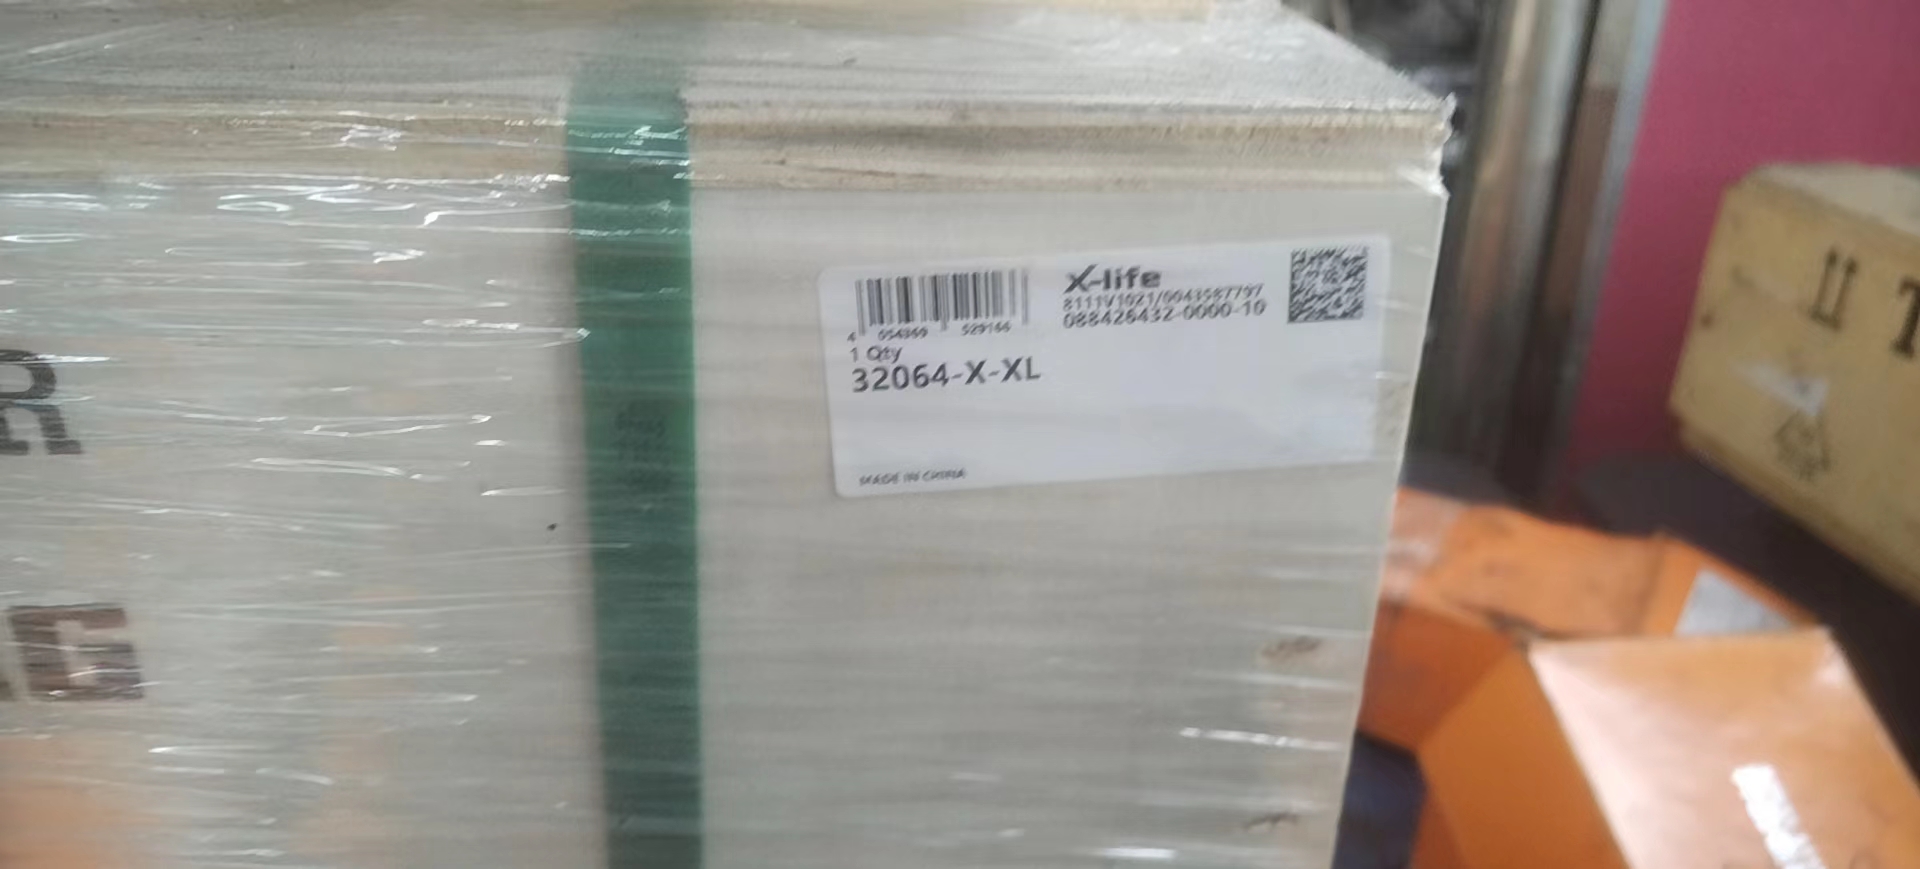 X-life
8111V1021/0043587797
088426432-0000-10
4 054369 529166
1 Qty
32064-X-XL
MADE IN CHINA